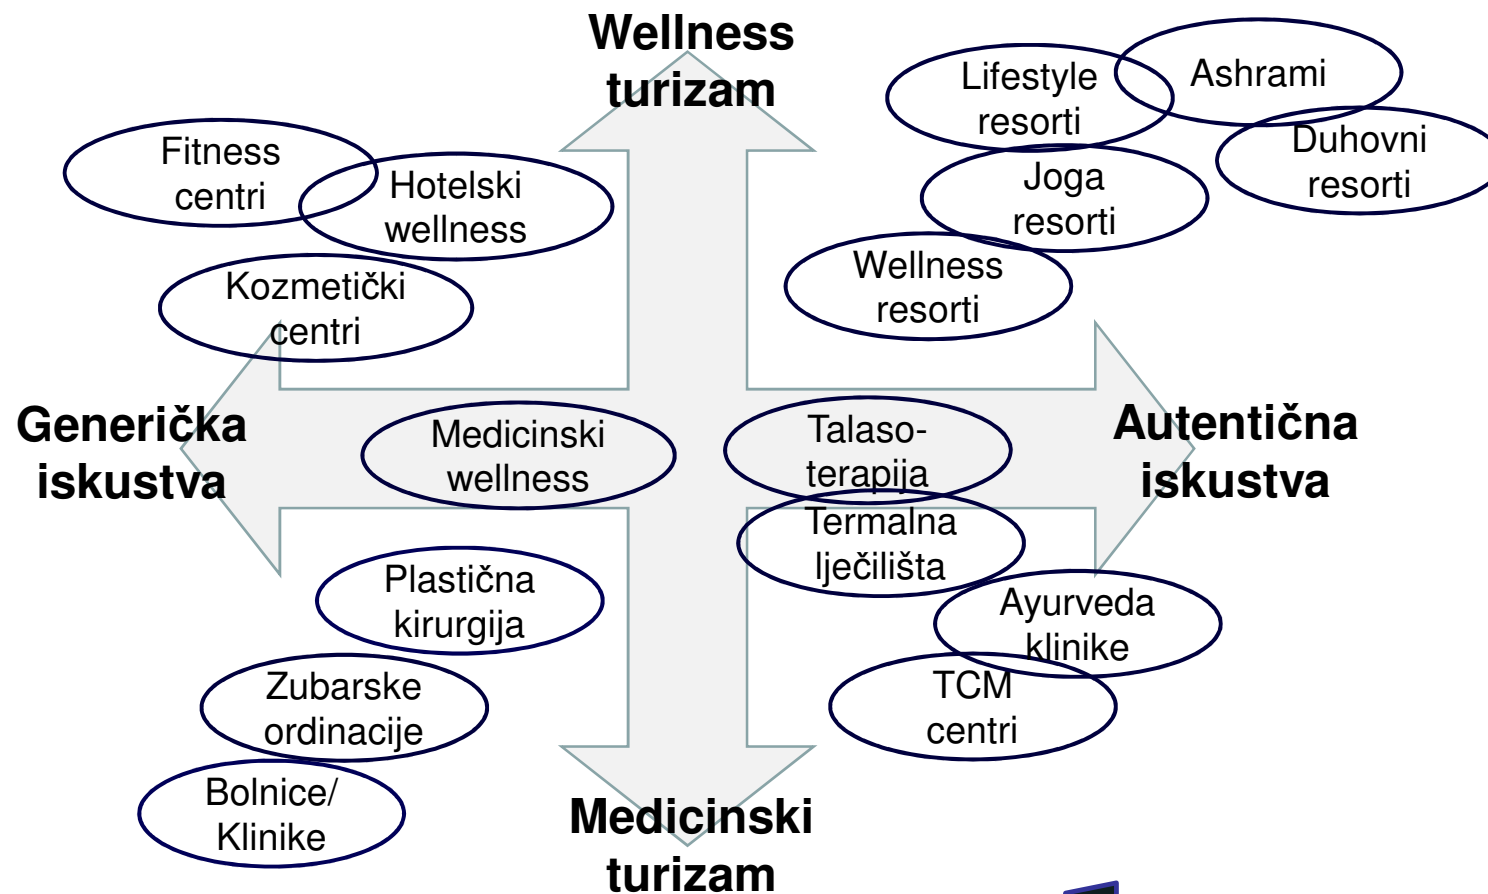 Wellness
turizam
Lifestyle
resorti
Ashrami
Duhovni
resorti
Fitness
centri
Hotelski
wellness
Joga
resorti
Kozmetički
centri
Wellness
resorti
Generička
iskustva
Medicinski
wellness
Talaso-
terapija
Autentična
iskustva
Termalna
lječilišta
Plastična
kirurgija
Ayurveda
klinike
Zubarske
ordinacije
TCM
centri
Bolnice/
Klinike
Medicinski
turizam